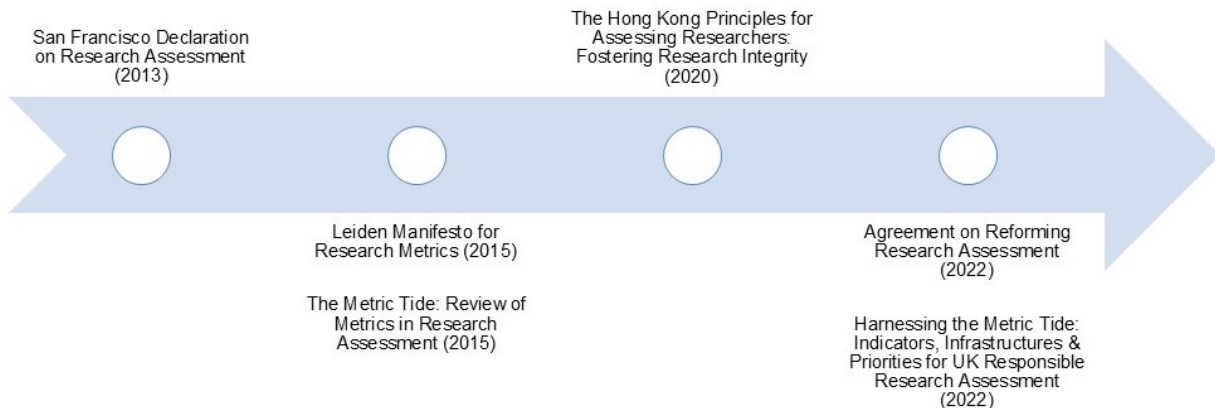 San Francisco Declaration
on Research Assessment
(2013)
Leiden Manifesto for
Research Metrics (2015)
The Metric Tide: Review of
Metrics in Research
Assessment (2015)
The Hong Kong Principles for
Assessing Researchers:
Fostering Research Integrity
(2020)
Agreement on Reforming
Research Assessment
(2022)
Harnessing the Metric Tide:
Indicators, Infrastructures &
Priorities for UK Responsible
Research Assessment
(2022)